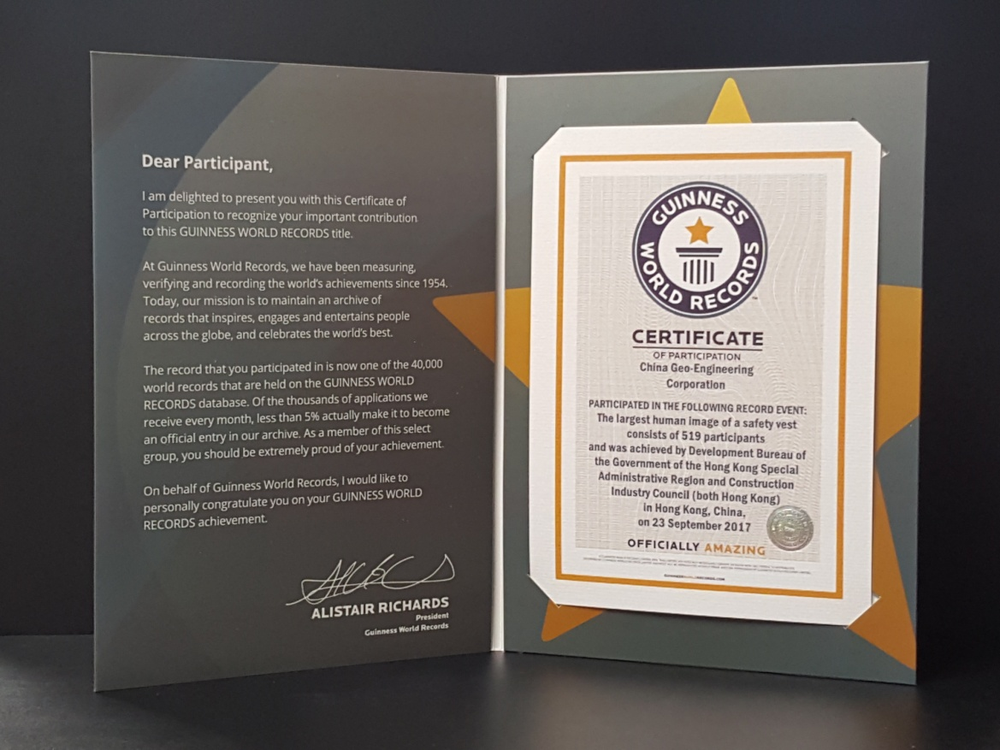 Dear Participant,
I am delighted to present you with this Certificate of
Participation to recognize your important contribution
to this GUINNESS WORLD RECORDS title.
At Guinness World Records, we have been measuring,
verifying and recording the world's achievements since 1954.
Today, our mission is to maintain an archive of
records that inspires, engages and entertains people
across the globe, and celebrates the world's best.
The record that you participated in is now one of the 40,000
world records that are held on the GUINNESS WORLD
RECORDS database. Of the thousands of applications we
receive every month, less than 5% actually make it to become
an official entry in our archive. As a member of this select
group, you should be extremely proud of your achievement.
On behalf of Guinness World Records, I would like to
personally congratulate you on your GUINNESS WORLD
RECORDS achievement.
ALISTAIR RICHARDS
President
Guinness World Records
GUINNESS
WORLD RECORDS
CERTIFICATE
OF PARTICIPATION
China Geo-Engineering
Corporation
PARTICIPATED IN THE FOLLOWING RECORD EVENT:
The largest human image of a safety vest
consists of 519 participants
and was achieved by Development Bureau of
the Government of the Hong Kong Special
Administrative Region and Construction
Industry Council (both Hong Kong)
in Hong Kong, China,
on 23 September 2017
OFFICIALLY AMAZING
GUINNESSWORLDRECORDS.COM